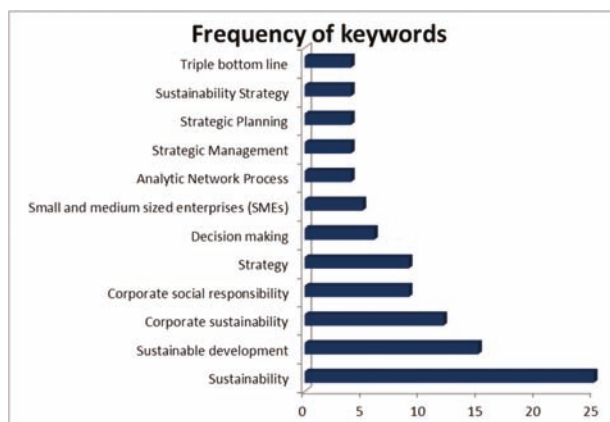 Frequency of keywords
Triple bottom line
Sustainability Strategy
Strategic Planning
Strategic Management
Analytic Network Process
Small and medium sized enterprises (SMEs)
Decision making
Strategy
Corporate social responsibility
Corporate sustainability
Sustainable development
Sustainability
0 5 10 15 20 25